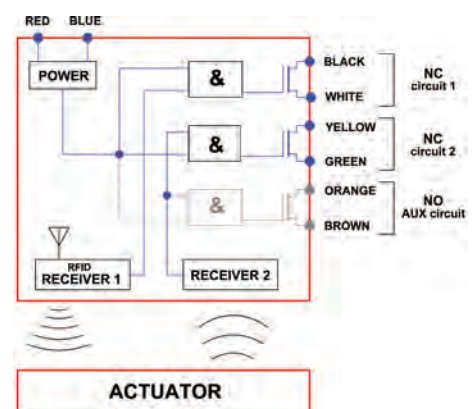 RED BLUE
POWER
&
BLACK
WHITE
NC
circuit 1
&
YELLOW
GREEN
NC
circuit 2
&
ORANGE
BROWN
NO
AUX circuit
RFID
RECEIVER 1
RECEIVER 2
ACTUATOR